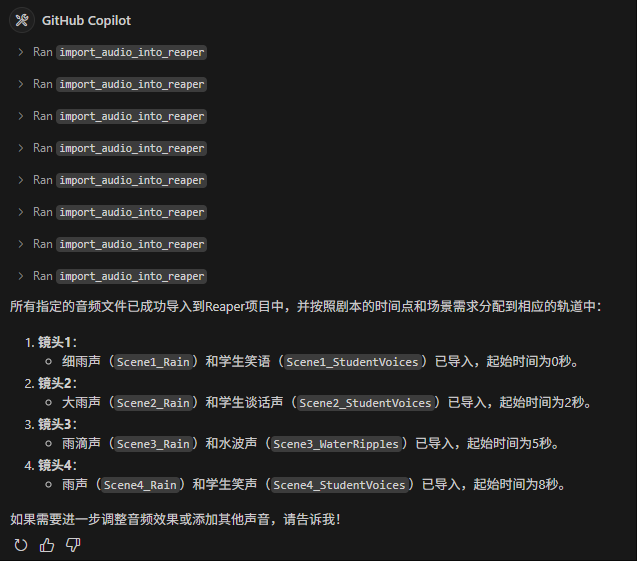 GitHub Copilot
Ran import_audio_into_reaper
Ran import_audio_into_reaper
Ran import_audio_into_reaper
Ran import_audio_into_reaper
Ran import_audio_into_reaper
Ran import_audio_into_reaper
Ran import_audio_into_reaper
Ran import_audio_into_reaper
所有指定的音频文件已成功导入到Reaper项目中，并按照剧本的时间点和场景需求分配到相应的轨道中：
1. 镜头1：
细雨声（Scene1_Rain）和学生笑语（Scene1_StudentVoices）已导入，起始时间为0秒。
2. 镜头2：
大雨声（Scene2_Rain）和学生谈话声（Scene2_StudentVoices）已导入，起始时间为2秒。
3. 镜头3：
雨滴声（Scene3_Rain）和水波声（Scene3_WaterRipples）已导入，起始时间为5秒。
4. 镜头4：
雨声（Scene4_Rain）和学生笑声（Scene4_StudentVoices）已导入，起始时间为8秒。
如果需要进一步调整音频效果或添加其他声音，请告诉我！